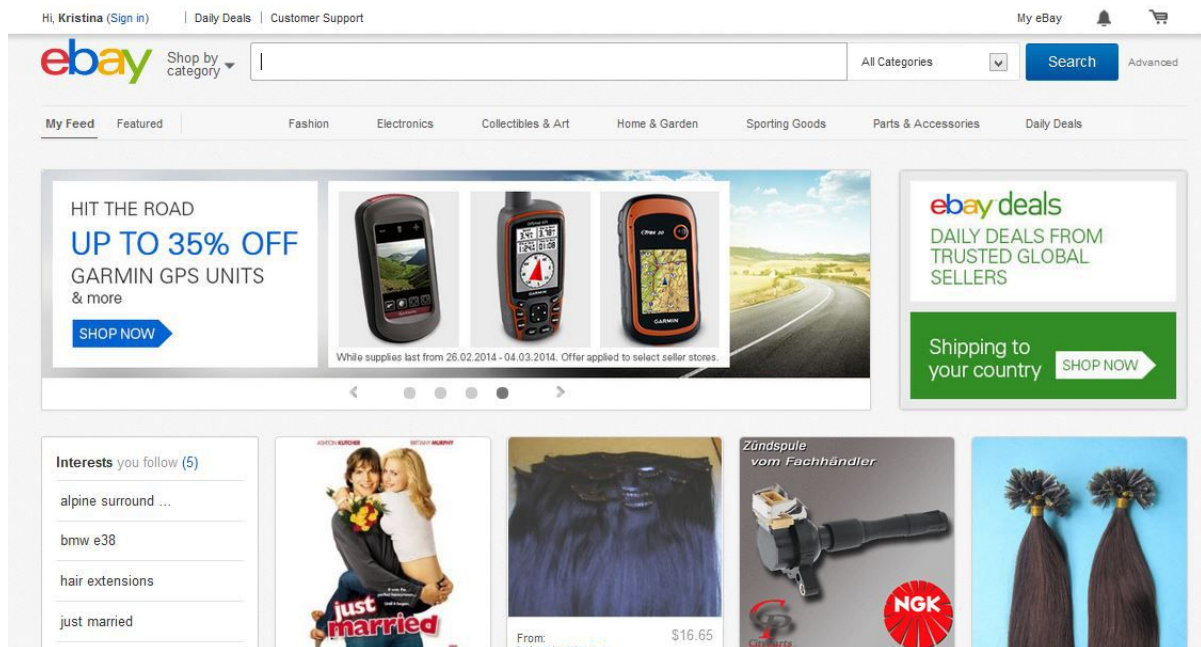 Hi, Kristina (Sign in)
Daily Deals
Customer Support
My eBay
ebay
Shop by
category
All Categories
Search
Advanced
My Feed
Featured
Fashion
Electronics
Collectibles & Art
Home & Garden
Sporting Goods
Parts & Accessories
Daily Deals
HIT THE ROAD
UP TO 35% OFF
GARMIN GPS UNITS
& more
SHOP NOW
GARMIN
eTrex 20
GARMIN
While supplies last from 26.02.2014 - 04.03.2014. Offer applied to select seller stores.
ebay deals
DAILY DEALS FROM
TRUSTED GLOBAL
SELLERS
Shipping to
your country
SHOP NOW
Interests you follow (5)
alpine surround ...
bmw e38
hair extensions
just married
ASHTON KUTCHER
BRITTANY MURPHY
just
married
From:
$16.65
Zündspule
vom Fachhändler
NGK